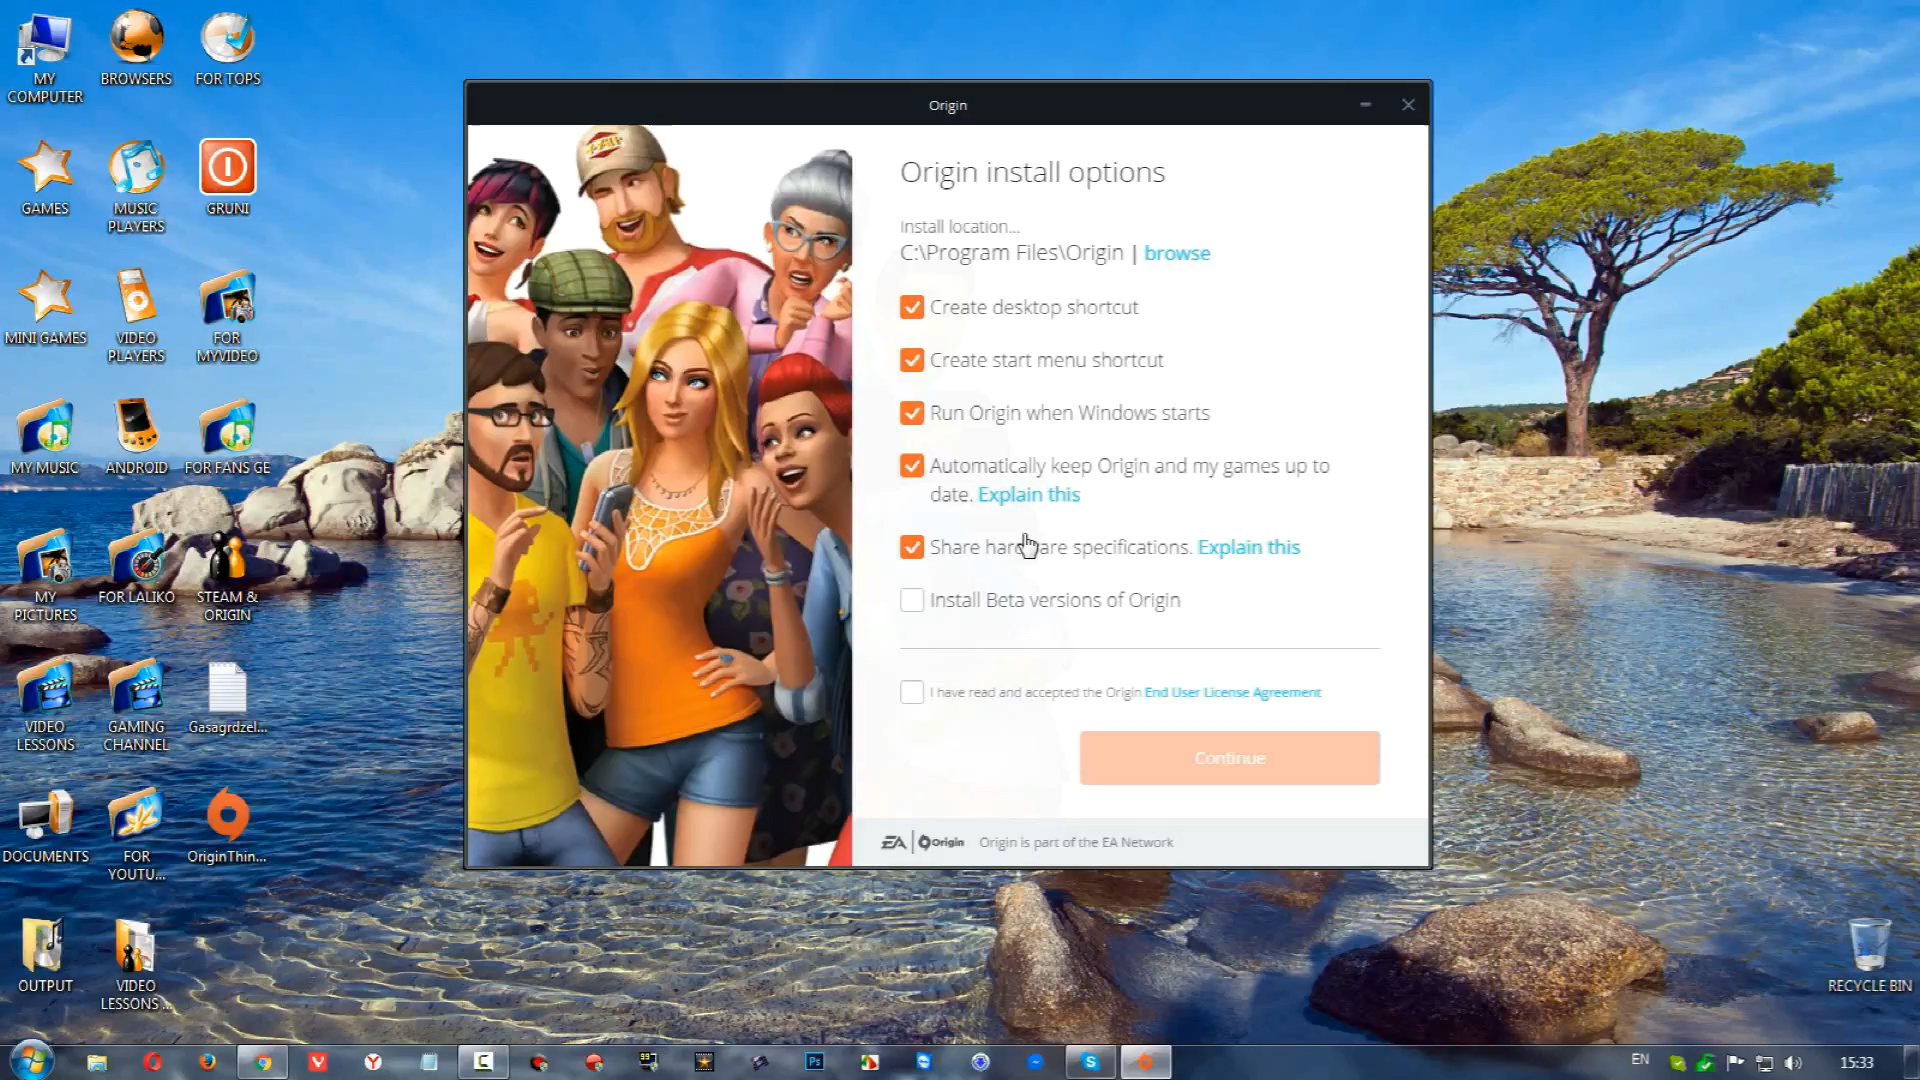 MY
COMPUTER
BROWSERS
FOR TOPS
GAMES
MUSIC
PLAYERS
GRUNI
MINI GAMES
VIDEO
PLAYERS
FOR
MYVIDEO
MY MUSIC
ANDROID
FOR FANS GE
MY
PICTURES
FOR LALIKO
STEAM &
ORIGIN
VIDEO
LESSONS
GAMING
CHANNEL
Gasagrdzel...
DOCUMENTS
FOR
YOUTU...
OriginThin...
OUTPUT
VIDEO
LESSONS ...
Origin
Origin install options
Install location...
C:\Program Files\Origin | browse
Create desktop shortcut
Create start menu shortcut
Run Origin when Windows starts
Automatically keep Origin and my games up to
date. Explain this
Share hardware specifications. Explain this
Install Beta versions of Origin
I have read and accepted the Origin End User License Agreement
Continue
EA | Origin Origin is part of the EA Network
RECYCLE BIN
Ps
EN
15:33